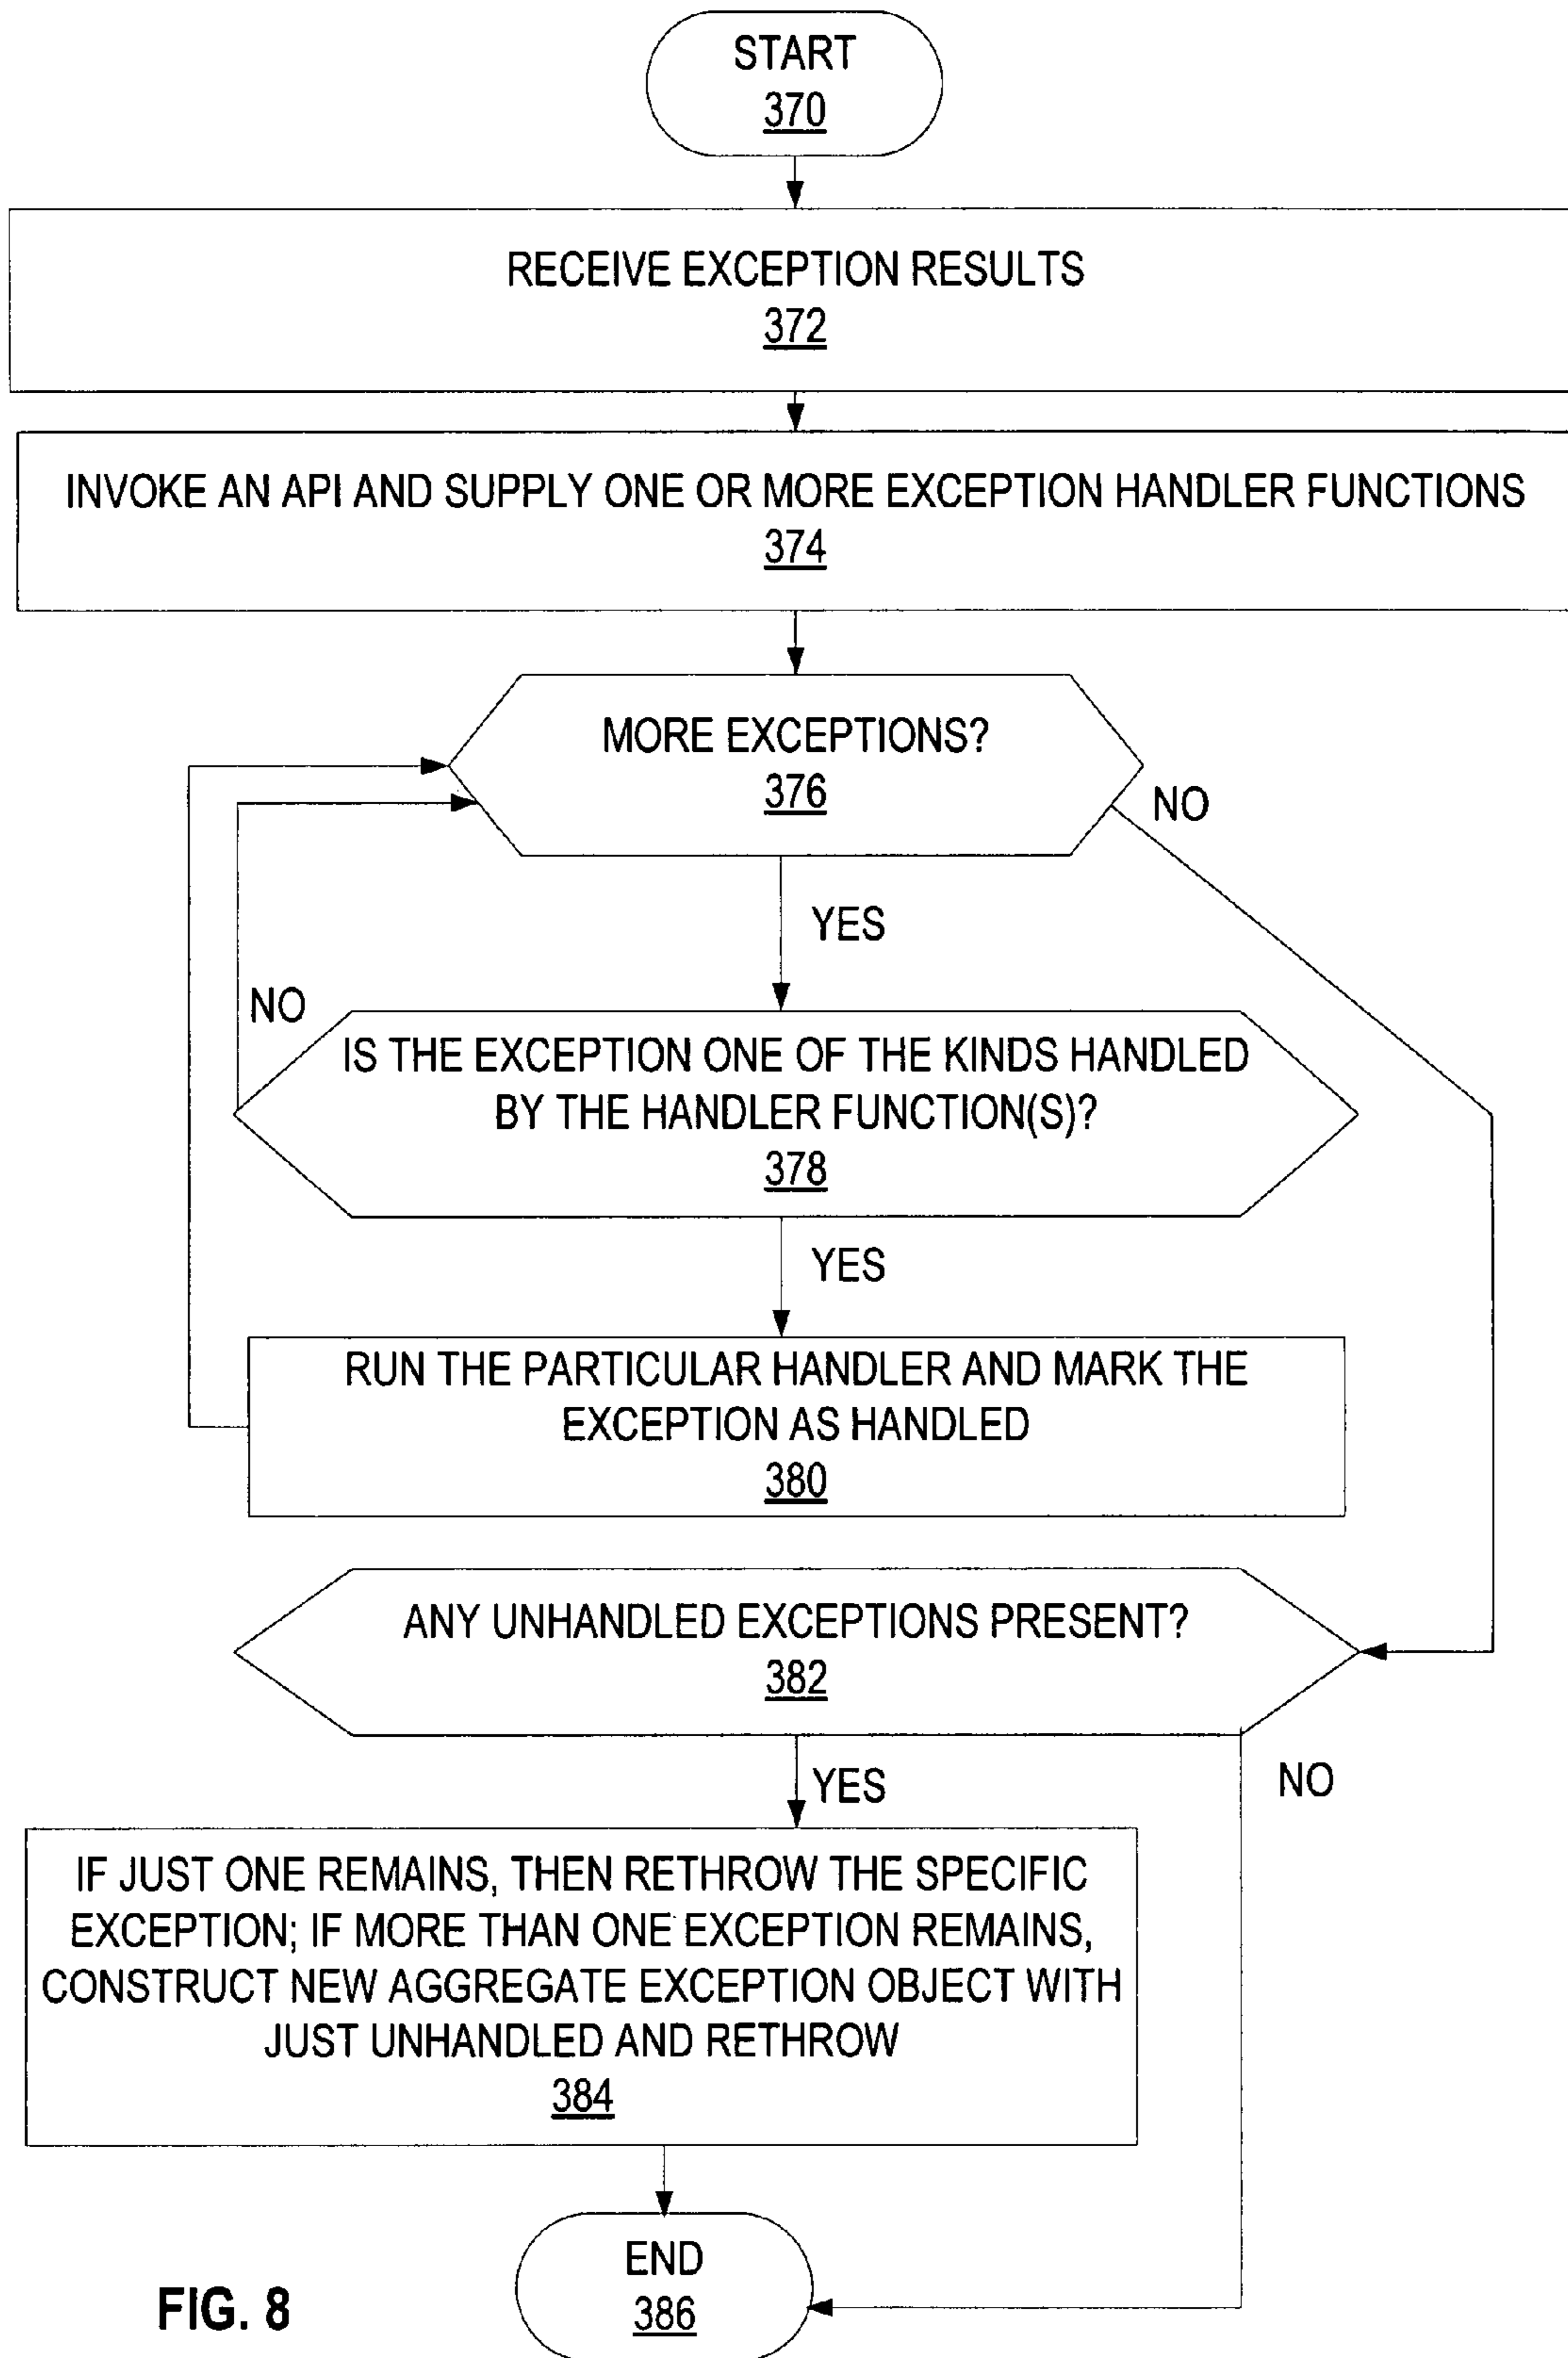 START
370
RECEIVE EXCEPTION RESULTS
372
INVOKE AN API AND SUPPLY ONE OR MORE EXCEPTION HANDLER FUNCTIONS
374
MORE EXCEPTIONS?
376
NO
YES
NO
IS THE EXCEPTION ONE OF THE KINDS HANDLED
BY THE HANDLER FUNCTION(S)?
378
YES
RUN THE PARTICULAR HANDLER AND MARK THE
EXCEPTION AS HANDLED
380
ANY UNHANDLED EXCEPTIONS PRESENT?
382
YES
NO
IF JUST ONE REMAINS, THEN RETHROW THE SPECIFIC
EXCEPTION; IF MORE THAN ONE EXCEPTION REMAINS,
CONSTRUCT NEW AGGREGATE EXCEPTION OBJECT WITH
JUST UNHANDLED AND RETHROW
384
END
386
FIG. 8